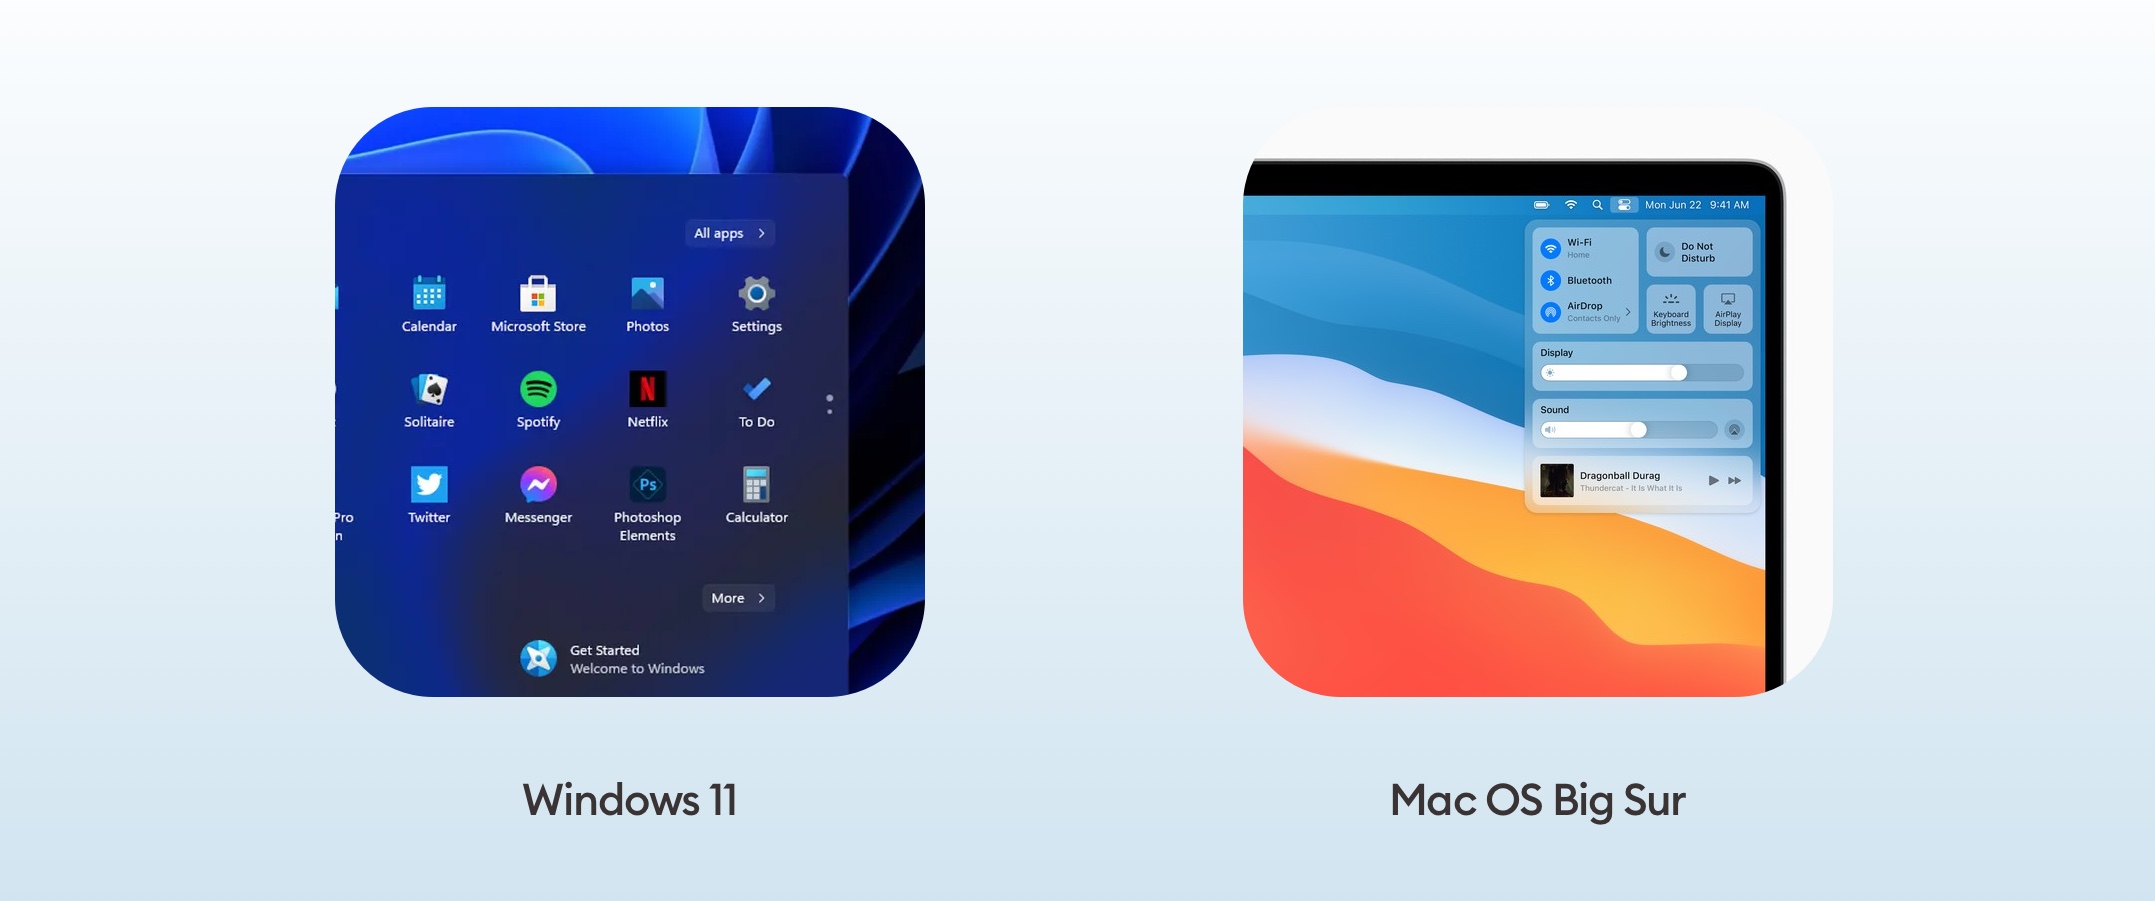 All apps
Calendar
Microsoft Store
Photos
Settings
Solitaire
Spotify
Netflix
To Do
Pro
n
Twitter
Messenger
Ps
Photoshop
Elements
Calculator
More
Get Started
Welcome to Windows
Windows 11
Mon Jun 22 9:41 AM
Wi-Fi
Home
Bluetooth
AirDrop
Contacts Only
Do Not
Disturb
Keyboard
Brightness
AirPlay
Display
Display
Sound
Dragonball Durag
Thundercat - It Is What It Is
Mac OS Big Sur